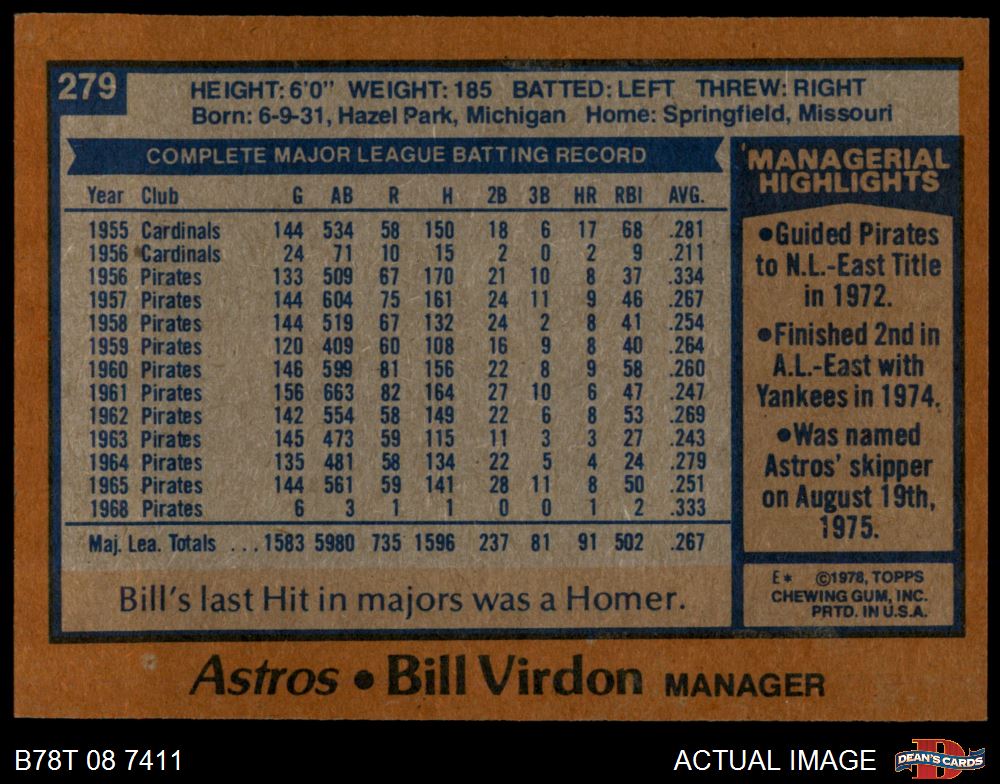 279
HEIGHT: 6'0" WEIGHT: 185 BATTED: LEFT THREW: RIGHT
Born: 6-9-31, Hazel Park, Michigan Home: Springfield, Missouri
COMPLETE MAJOR LEAGUE BATTING RECORD
Year Club G AB R H 2B 3B HR RBI AVG.
1955 Cardinals 144 534 58 150 18 6 17 68 .281
1956 Cardinals 24 71 10 15 2 0 2 9 .211
1956 Pirates 133 509 67 170 21 10 8 37 .334
1957 Pirates 144 604 75 161 24 11 9 46 .267
1958 Pirates 144 519 67 132 24 2 8 41 .254
1959 Pirates 120 409 60 108 16 9 8 40 .264
1960 Pirates 146 599 81 156 22 8 9 58 .260
1961 Pirates 156 663 82 164 27 10 6 47 .247
1962 Pirates 142 554 58 149 22 6 8 53 .269
1963 Pirates 145 473 59 115 11 3 3 27 .243
1964 Pirates 135 481 58 134 22 5 4 24 .279
1965 Pirates 144 561 59 141 28 11 8 50 .251
1968 Pirates 6 3 1 1 0 0 1 2 .333
Maj. Lea. Totals ...1583 5980 735 1596 237 81 91 502 .267
Bill's last Hit in majors was a Homer.
MANAGERIAL
HIGHLIGHTS
•Guided Pirates
to N.L.-East Title
in 1972.
•Finished 2nd in
A.L.-East with
Yankees in 1974.
•Was named
Astros' skipper
on August 19th,
1975.
E* ©1978, TOPPS
CHEWING GUM, INC.
PRTD. IN U.S.A.
Astros • Bill Virdon MANAGER
B78T 08 7411
ACTUAL IMAGE
DEAN'S CARDS